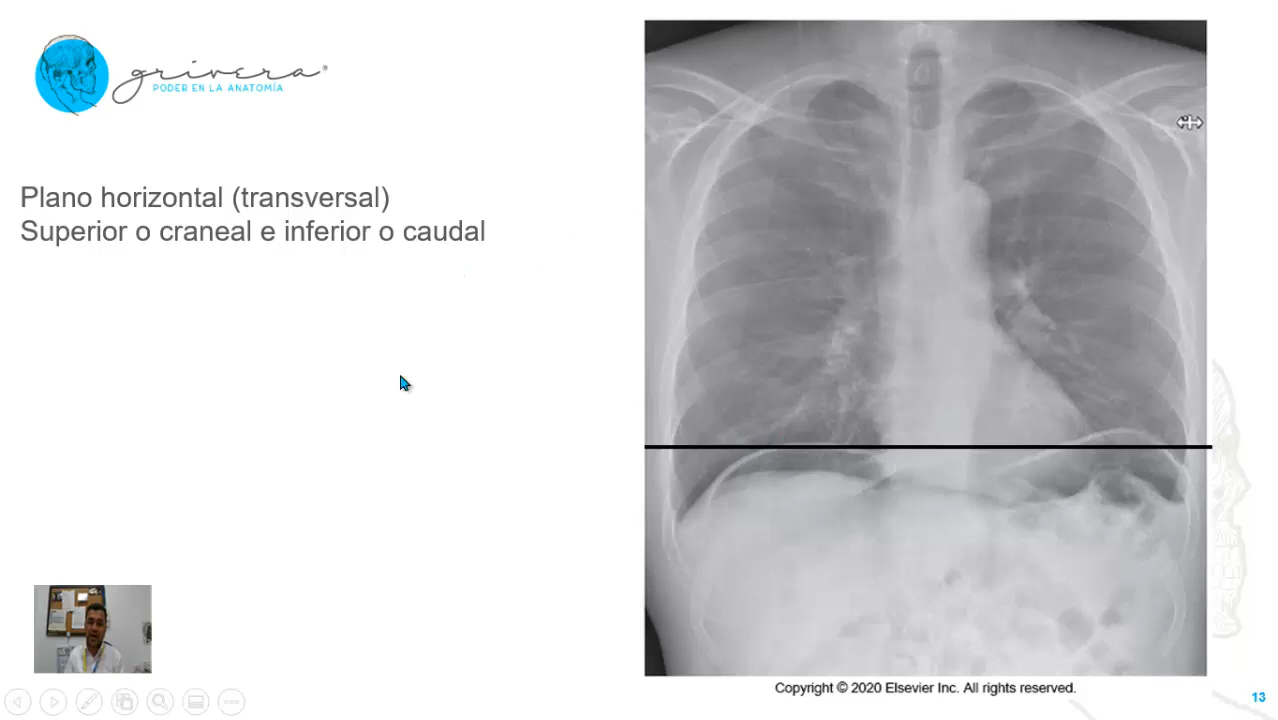 grivera®
PODER EN LA ANATOMÍA
Plano horizontal (transversal)
Superior o craneal e inferior o caudal
Copyright © 2020 Elsevier Inc. All rights reserved.
13